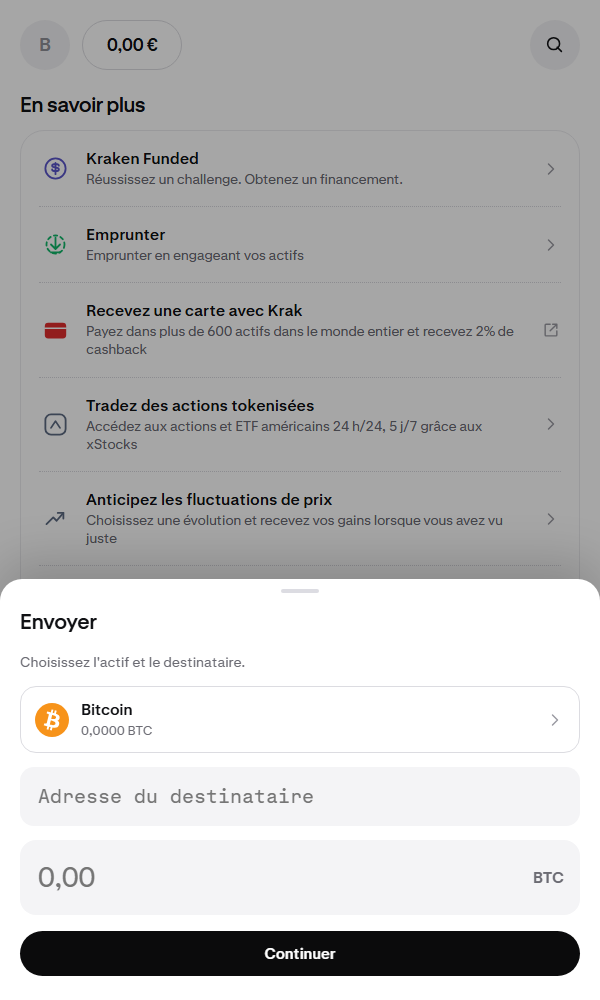 B
0,00 €
En savoir plus
Kraken Funded
Réussissez un challenge. Obtenez un financement.
Emprunter
Emprunter en engageant vos actifs
Recevez une carte avec Krak
Payez dans plus de 600 actifs dans le monde entier et recevez 2% de
cashback
Tradez des actions tokenisées
Accédez aux actions et ETF américains 24 h/24, 5 j/7 grâce aux
xStocks
Anticipez les fluctuations de prix
Choisissez une évolution et recevez vos gains lorsque vous avez vu
juste
Envoyer
Choisissez l'actif et le destinataire.
Bitcoin
0,0000 BTC
Adresse du destinataire
0,00 BTC
Continuer